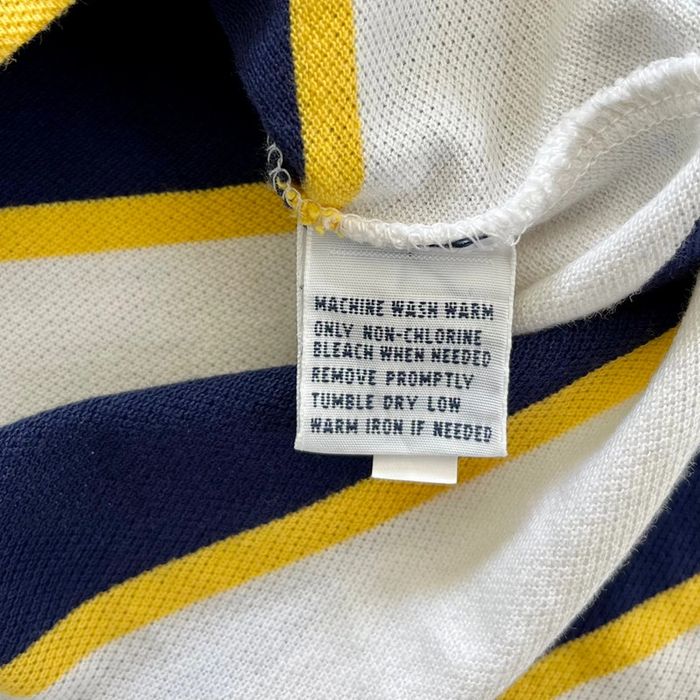 MACHINE WASH WARM
ONLY NON-CHLORINE
BLEACH WHEN NEEDED
REMOVE PROMPTLY
TUMBLE DRY LOW
WARM IRON IF NEEDED